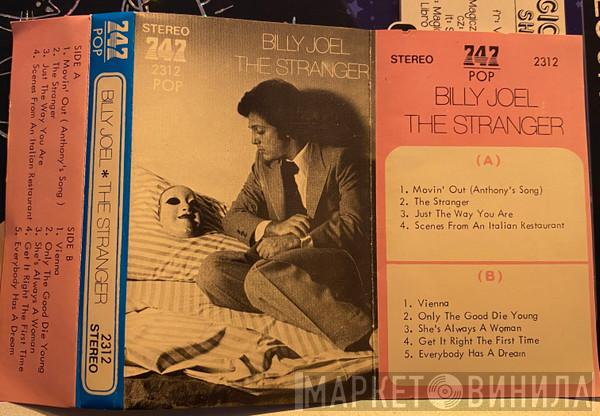 SIDE A
1. Movin' Out ( Anthony's Song )
2. The Stranger
3. Just The Way You Are
4. Scenes From An Italian Restaurant
SIDE B
1. Vienna
2. Only The Good Die Young
3. She's Always A Woman
4. Get It Right The First Time
5. Everybody Has A Dream
747
POP
BILLY JOEL * THE STRANGER
2312
STEREO
STEREO
747
2312
POP
BILLY JOEL
THE STRANGER
STEREO
747
2312
POP
BILLY JOEL
THE STRANGER
(A)
1. Movin' Out (Anthony's Song)
2. The Stranger
3. Just The Way You Are
4. Scenes From An Italian Restaurant
(B)
1. Vienna
2. Only The Good Die Young
3. She's Always A Woman
4. Get It Right The First Time
5. Everybody Has A Dream
МАРКЕТ ВИНИЛА